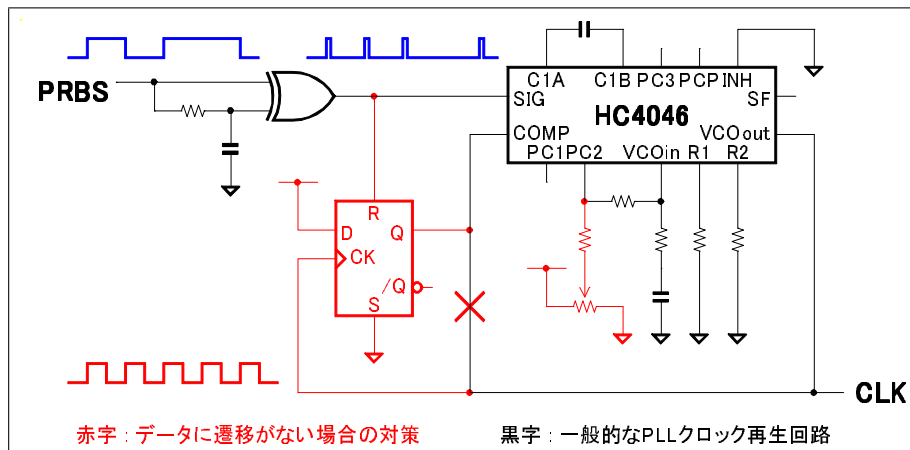 PRBS
C1A C1B PC3 PCP INH
SIG SF
HC4046
COMP VCOout
PC1 PC2 VCOin R1 R2
R
D Q
CK
/Q
S
CLK
赤字：データに遷移がない場合の対策
黒字：一般的なPLLクロック再生回路